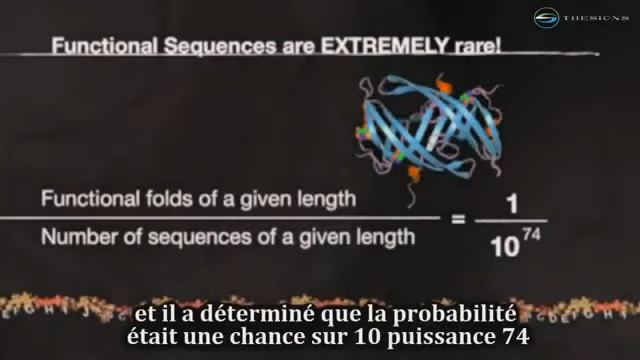 THESIONS
Functional Sequences are EXTREMELY rare!
Functional folds of a given length
Number of sequences of a given length
= 1
10^74
et il a déterminé que la probabilité
était une chance sur 10 puissance 74